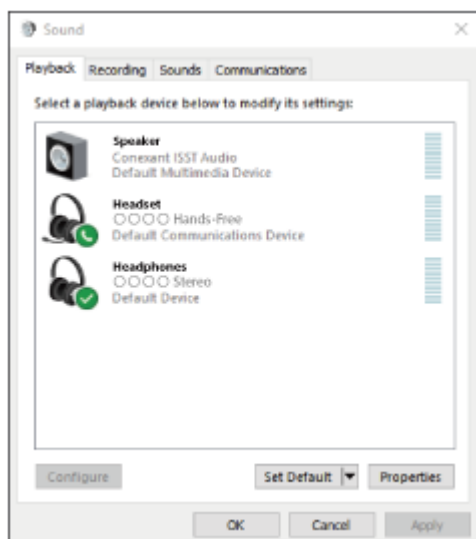 Sound
Playback Recording Sounds Communications
Select a playback device below to modify its settings:
Speaker
Conexant ISST Audio
Default Multimedia Device
Headset
○○○○ Hands-Free
Default Communications Device
Headphones
○○○○ Stereo
Default Device
Configure Set Default Properties
OK Cancel Apply